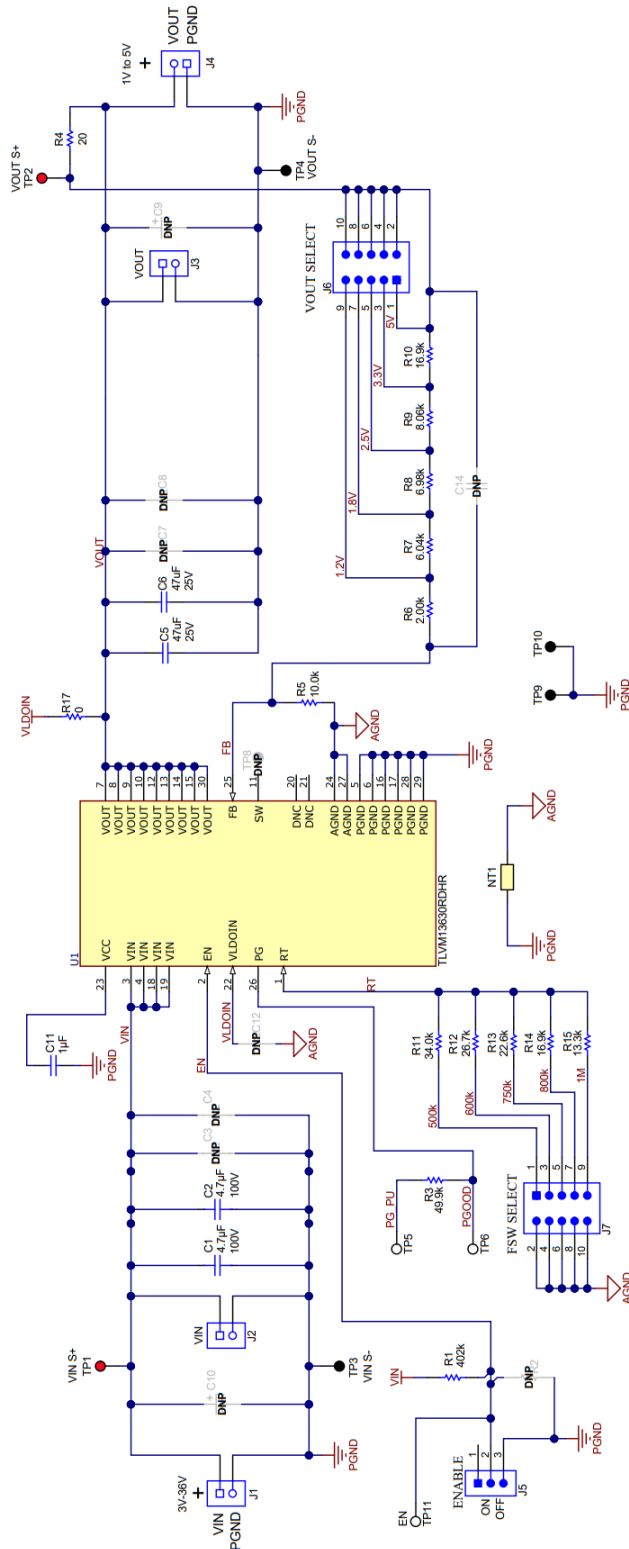 VIN S+
TP1
3V-36V
+
VIN
PGND
J1
PGND
+ C10
DNP
TP3
VIN S-
VIN
J2
C1
4.7µF
100V
C2
4.7µF
100V
C3
DNP
C4
DNP
VIN
C11
1µF
PGND
U1
23
VCC
3
VIN
4
VIN
18
VIN
19
VIN
2
EN
22
VLDOIN
26
PG
1
RT
TLVM13630RDHR
EN
VLDOIN
C12
DNP
AGND
RT
VOUT
7
VOUT
8
VOUT
9
VOUT
10
VOUT
12
VOUT
13
VOUT
14
VOUT
15
VOUT
30
FB
25
SW
11
DNC
20
DNC
21
AGND
24
AGND
27
PGND
5
PGND
6
PGND
16
PGND
17
PGND
28
PGND
29
PGND
TP8
DNP
FB
R5
10.0k
AGND
VLDOIN
R17
0
C5
47uF
25V
C6
47uF
25V
VOUT
C7
DNP
C8
DNP
VOUT
J3
+ C9
DNP
VOUT S+
TP2
R4
20
TP4
VOUT S-
1V to 5V
+
VOUT
PGND
J4
PGND
VOUT SELECT
J6
9
7
5
3
1
10
8
6
4
2
1.2V
1.8V
2.5V
3.3V
5V
R6
2.00k
R7
6.04k
R8
6.98k
R9
8.06k
R10
16.9k
C14
DNP
TP9
TP10
PGND
NT1
PGND
AGND
R11
34.0k
R12
26.7k
R13
22.6k
R14
16.9k
R15
13.3k
500k
600k
750k
800k
1M
FSW SELECT
J7
2
4
6
8
10
1
3
5
7
9
AGND
PG_PU
TP5
R3
49.9k
PGOOD
TP6
VIN
R1
402k
R2
DNP
PGND
EN
TP11
ENABLE
J5
ON
OFF
1
2
3